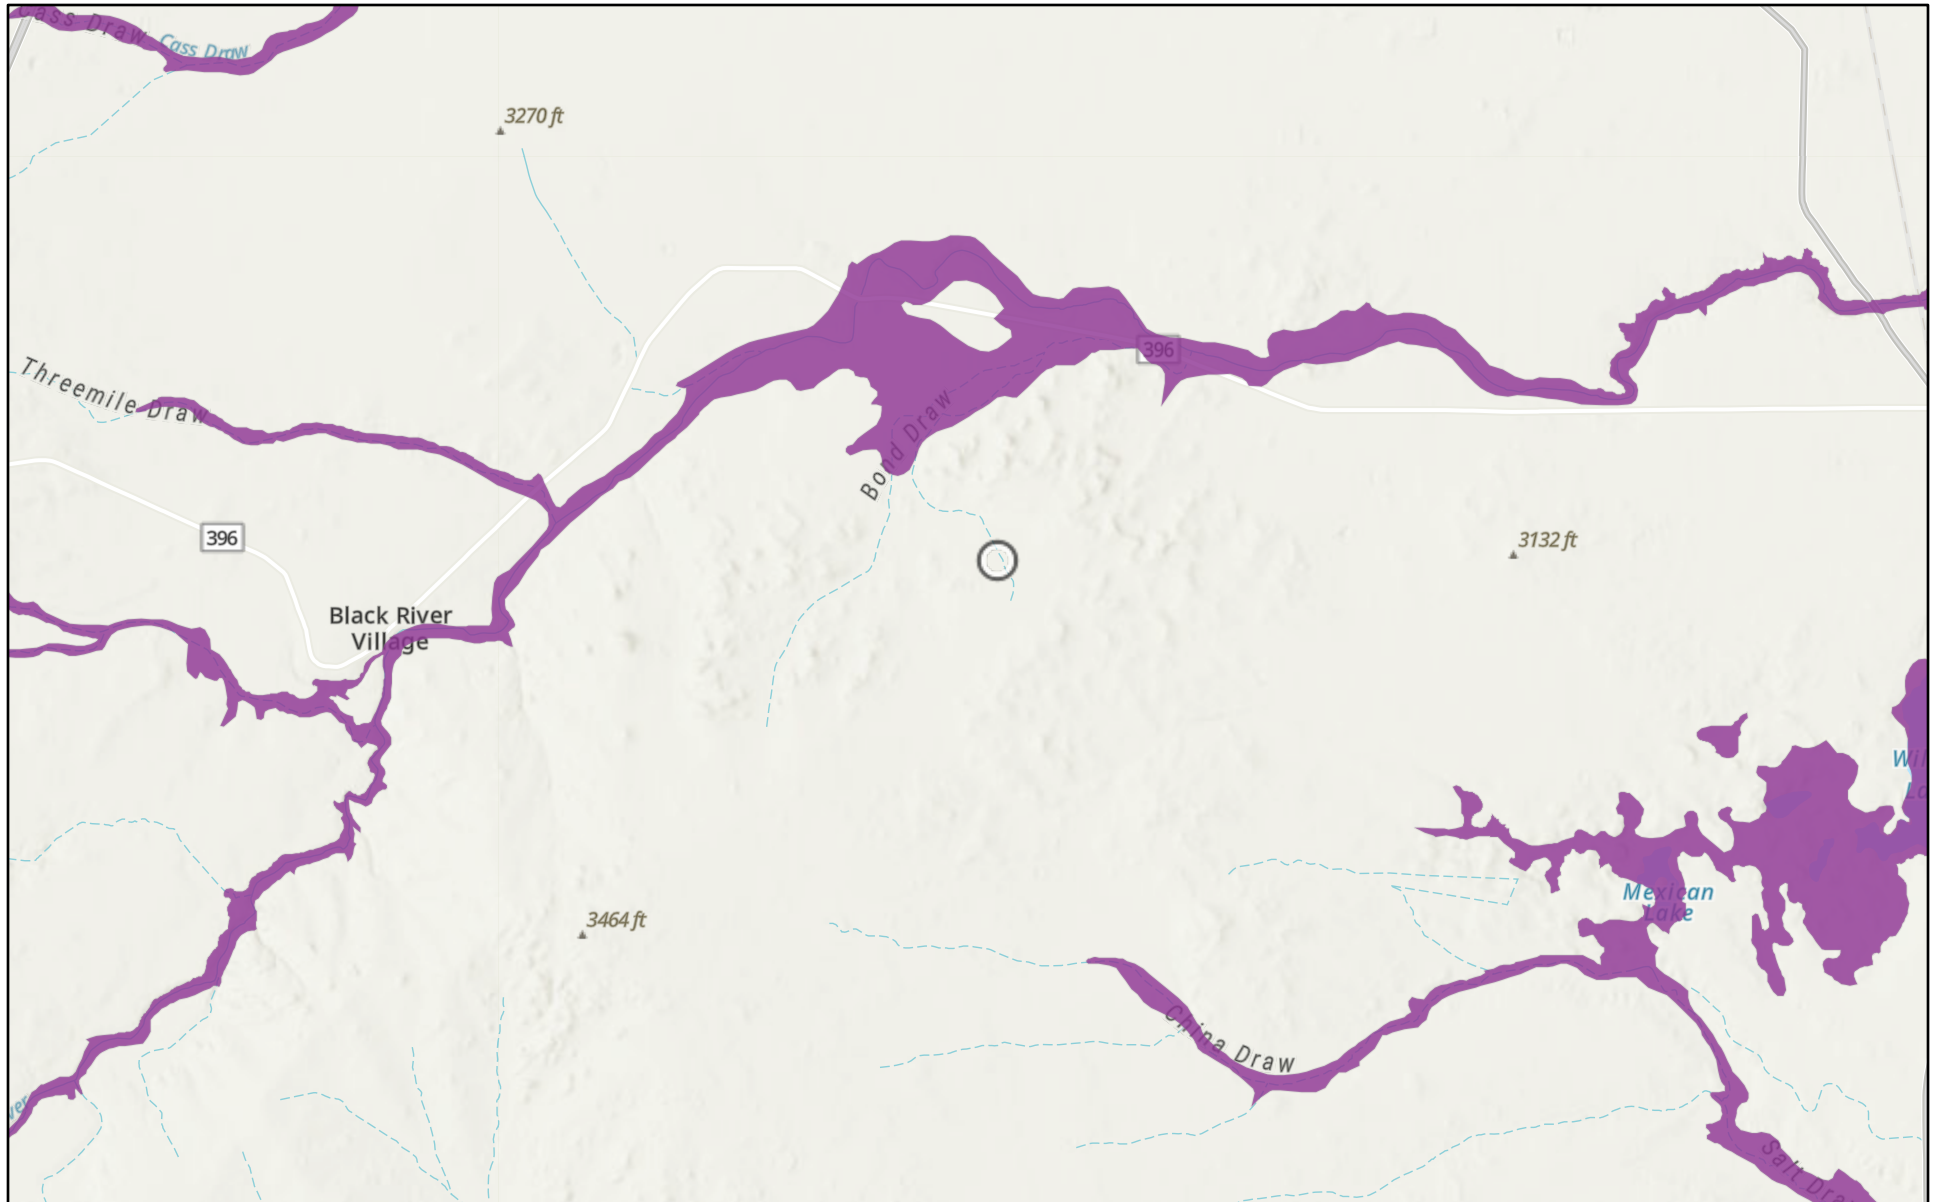 Cass Draw
Cass Draw
3270 ft
396
Threemile Draw
Bond Draw
396
3132 ft
Black River
Village
Mexican
Lake
3464 ft
China Draw